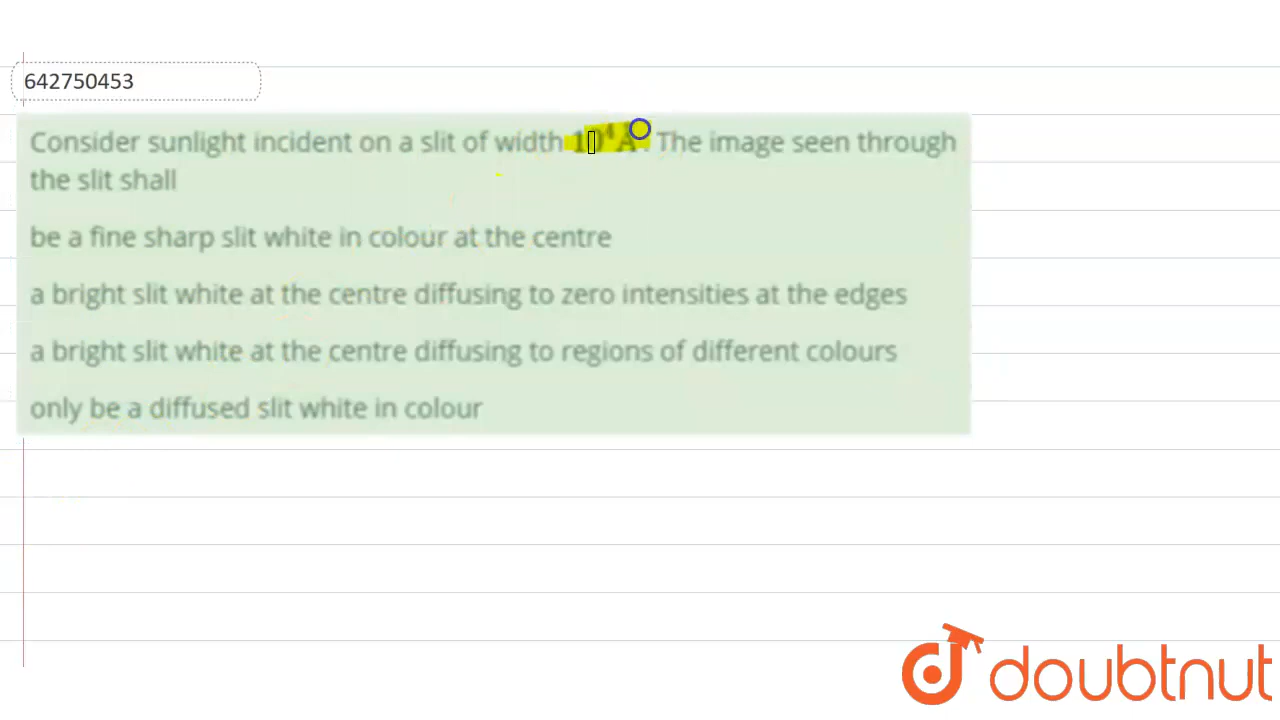 642750453
Consider sunlight incident on a slit of width 10⁴ Å. The image seen through
the slit shall
be a fine sharp slit white in colour at the centre
a bright slit white at the centre diffusing to zero intensities at the edges
a bright slit white at the centre diffusing to regions of different colours
only be a diffused slit white in colour
doubtnut